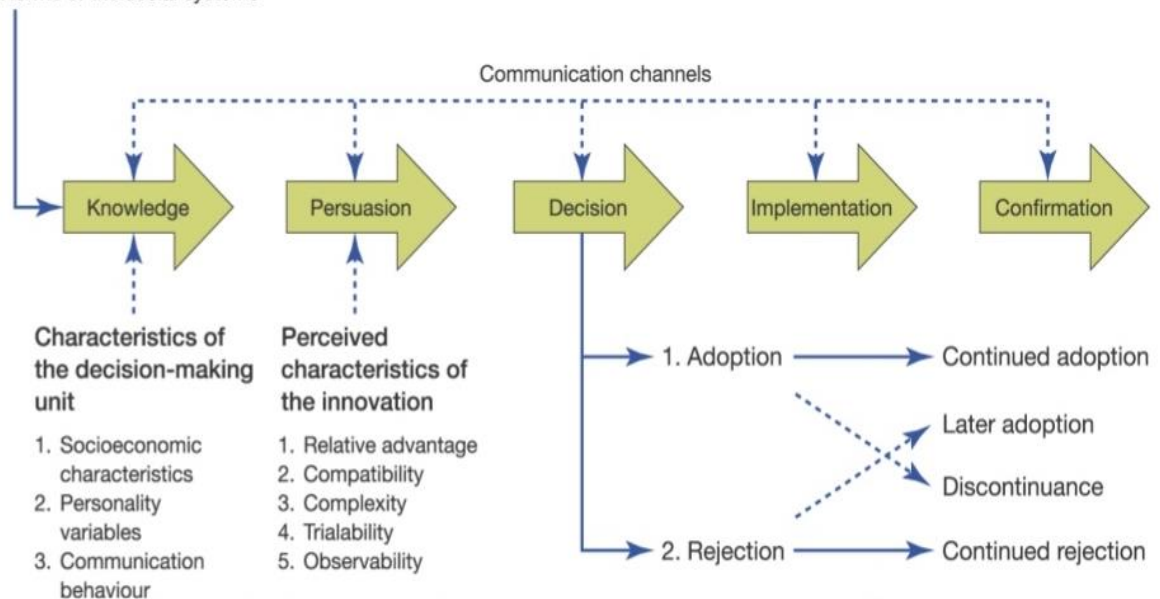 Communication channels
Knowledge
Persuasion
Decision
Implementation
Confirmation
Characteristics of
the decision-making
unit
1. Socioeconomic
characteristics
2. Personality
variables
3. Communication
behaviour
Perceived
characteristics of
the innovation
1. Relative advantage
2. Compatibility
3. Complexity
4. Trialability
5. Observability
1. Adoption
Continued adoption
Later adoption
Discontinuance
2. Rejection
Continued rejection